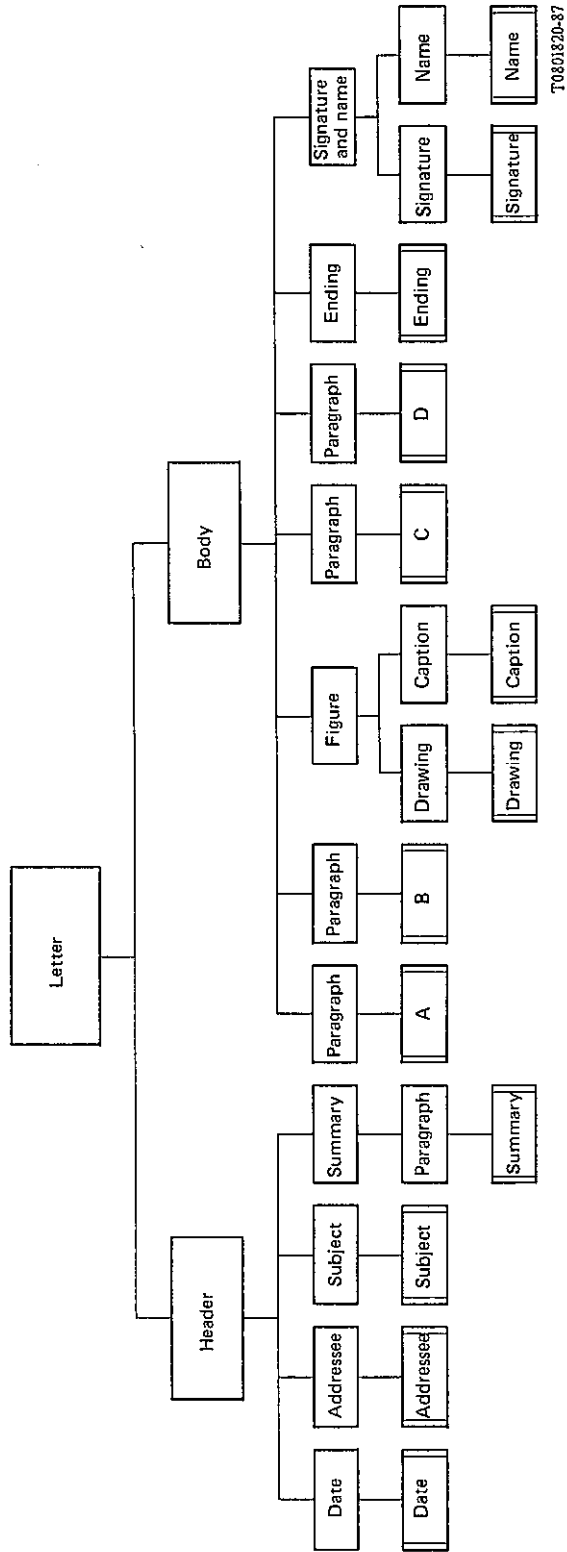 Letter
Header
Body
Date
Addressee
Subject
Summary
Paragraph
Paragraph
Figure
Paragraph
Paragraph
Ending
Signature
and name
Date
Addressee
Subject
Paragraph
A
B
Drawing
Caption
C
D
Ending
Signature
Name
Summary
Drawing
Caption
Signature
Name
T0801820-87